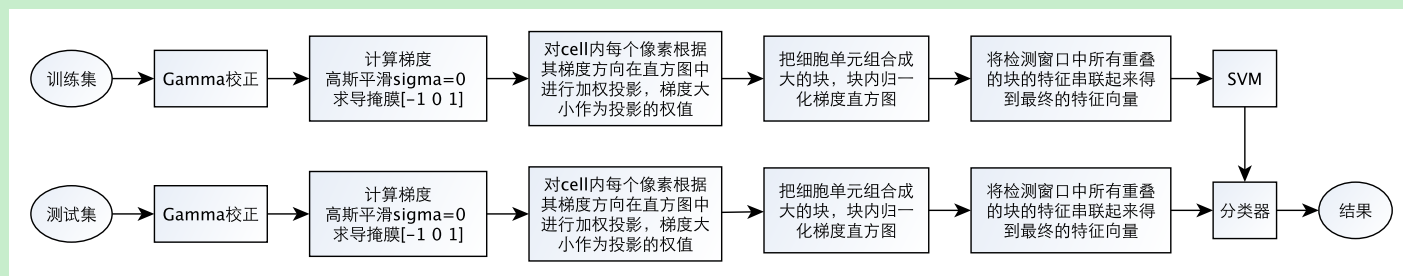 训练集
Gamma校正
计算梯度
高斯平滑sigma=0
求导掩膜[-1 0 1]
对cell内每个像素根据
其梯度方向在直方图中
进行加权投影，梯度大
小作为投影的权值
把细胞单元组合成
大的块，块内归一
化梯度直方图
将检测窗口中所有重叠
的块的特征串联起来得
到最终的特征向量
SVM
测试集
Gamma校正
计算梯度
高斯平滑sigma=0
求导掩膜[-1 0 1]
对cell内每个像素根据
其梯度方向在直方图中
进行加权投影，梯度大
小作为投影的权值
把细胞单元组合成
大的块，块内归一
化梯度直方图
将检测窗口中所有重叠
的块的特征串联起来得
到最终的特征向量
分类器
结果